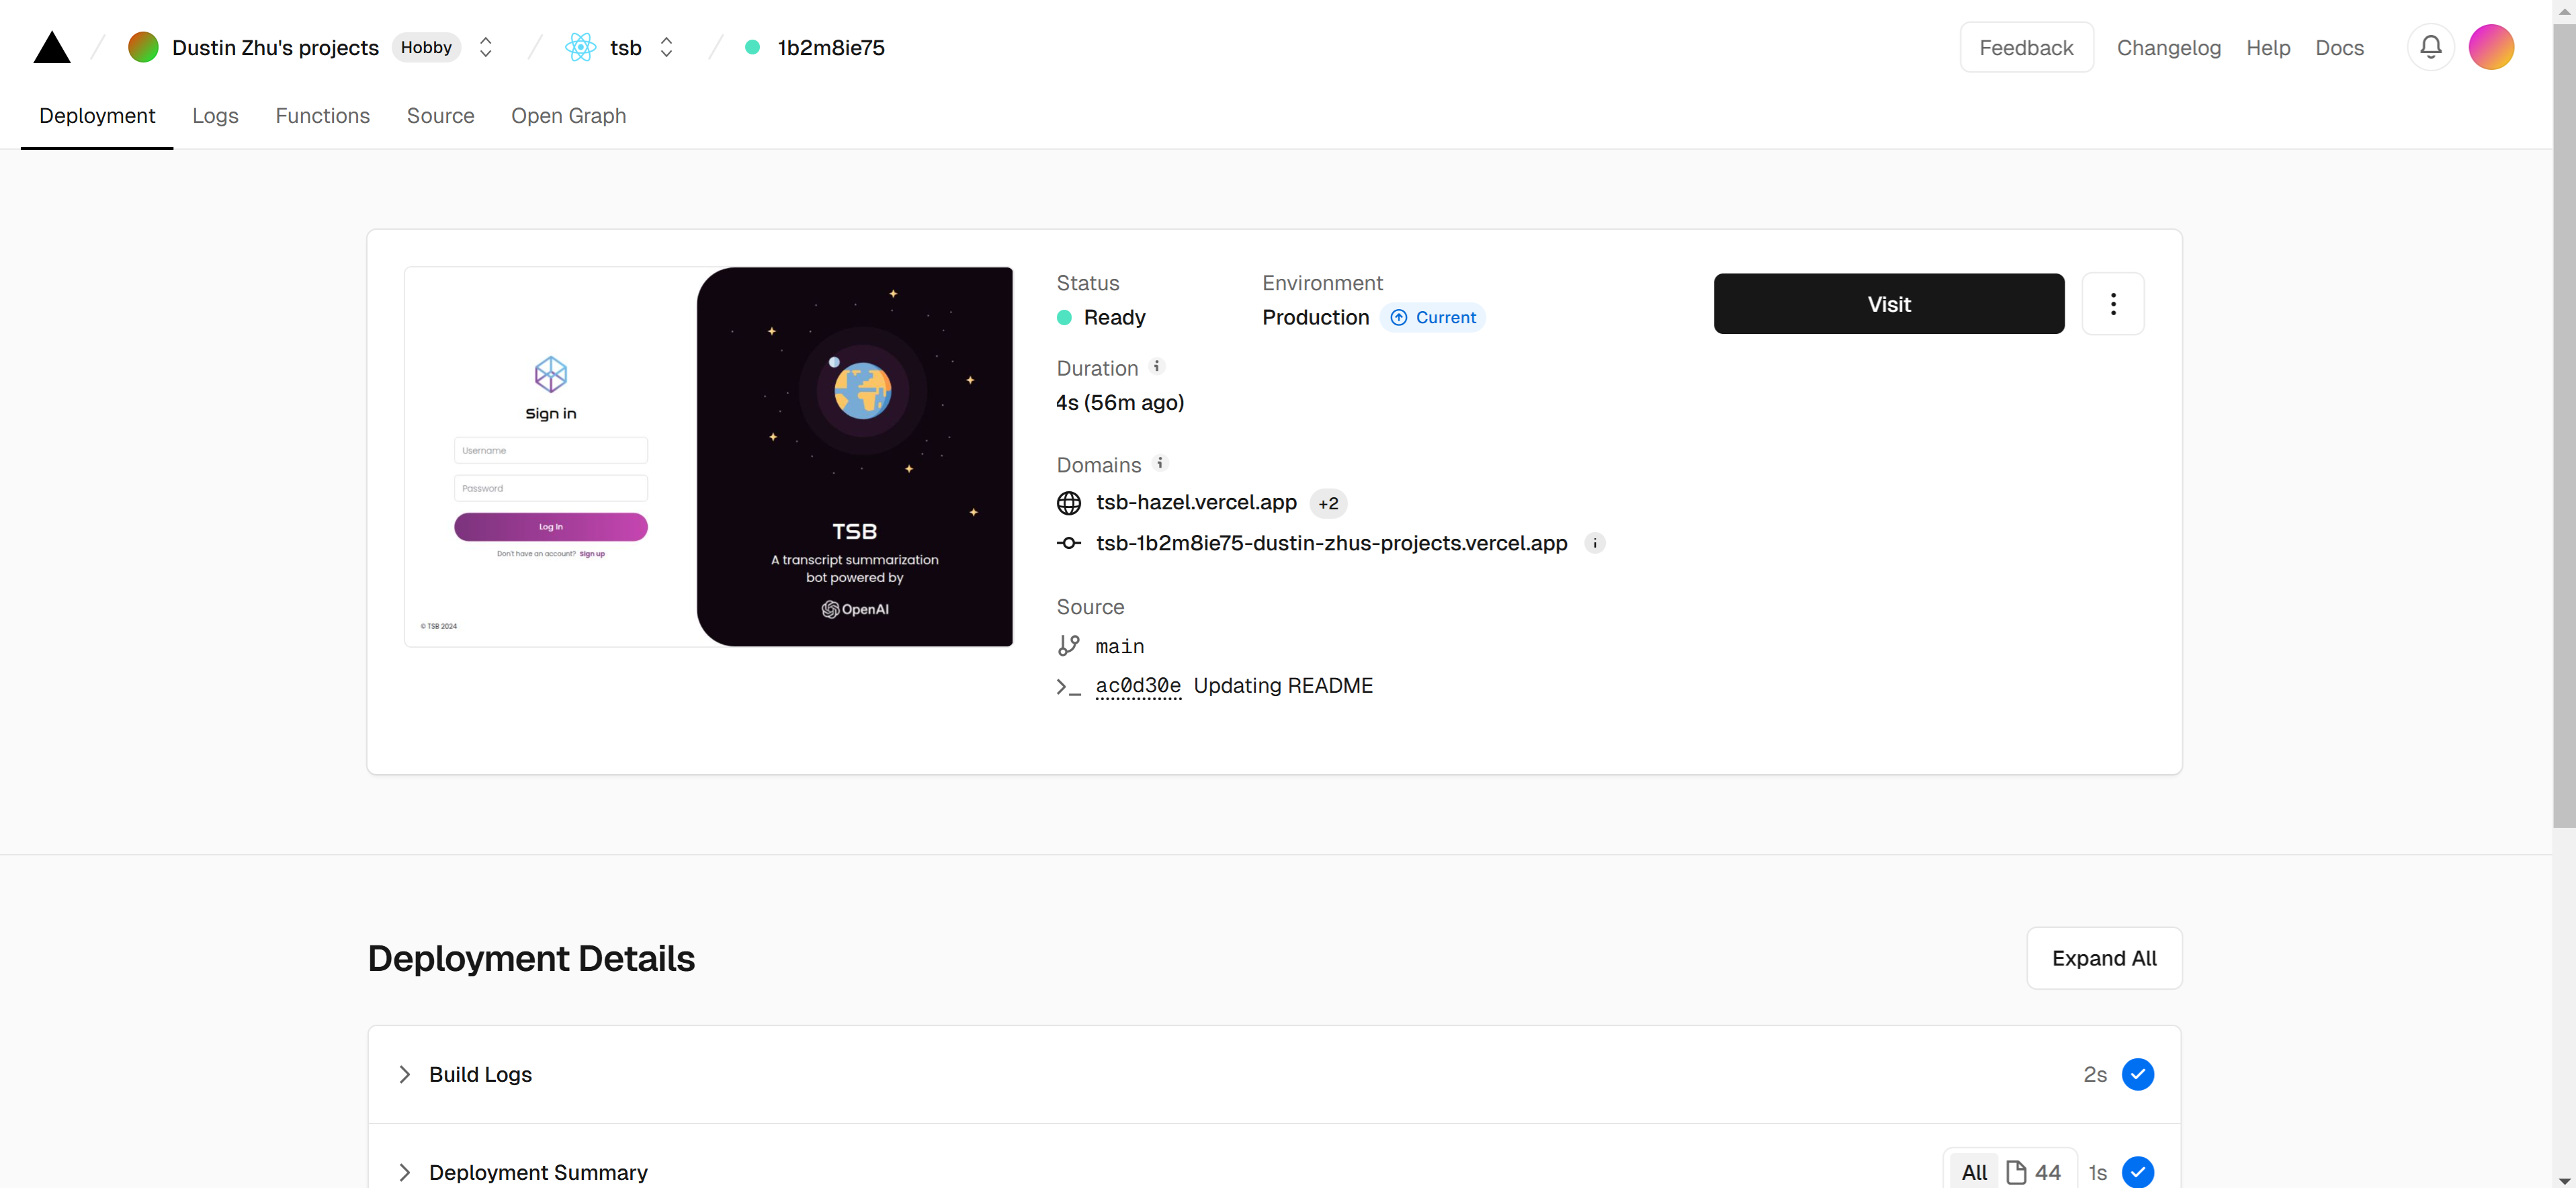 Dustin Zhu's projects Hobby tsb 1b2m8ie75 Feedback Changelog Help Docs
Deployment Logs Functions Source Open Graph
Sign in
Username
Password
Log In
Don't have an account? Sign up
© TSB 2024
TSB
A transcript summarization
bot powered by
OpenAI
Status Environment
Ready Production Current
Visit
Duration
4s (56m ago)
Domains
tsb-hazel.vercel.app +2
tsb-1b2m8ie75-dustin-zhus-projects.vercel.app
Source
main
>_ ac0d30e Updating README
Deployment Details Expand All
Build Logs 2s
Deployment Summary All 44 1s